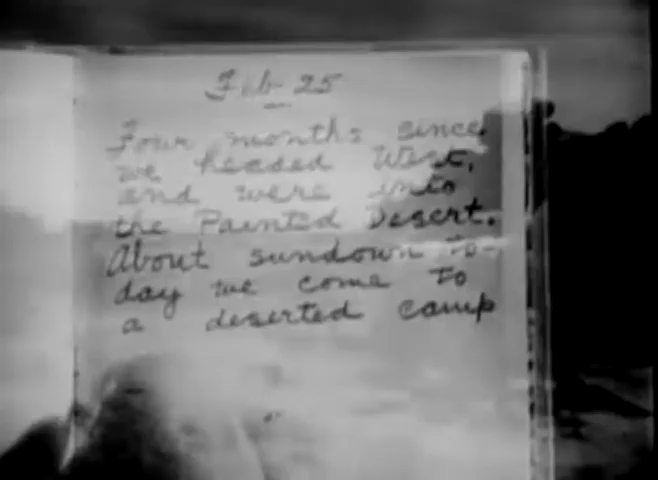 Feb 25
Four months since
we headed West,
and were into
the Painted Desert.
About sundown to-
day we come to
a deserted camp